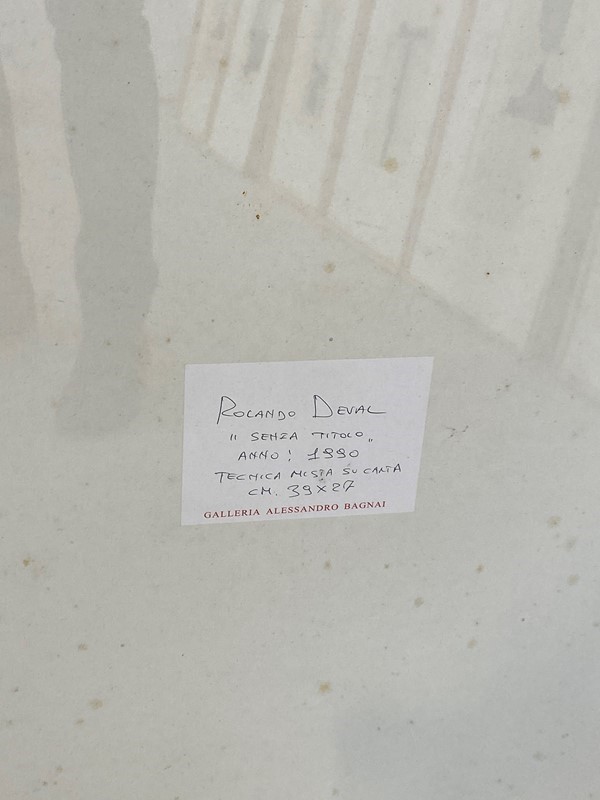 ROLANDO DEVAL
" SENZA TITOLO "
ANNO : 1990
TECNICA MISTA SU CARTA
CM. 39X27
GALLERIA ALESSANDRO BAGNAI